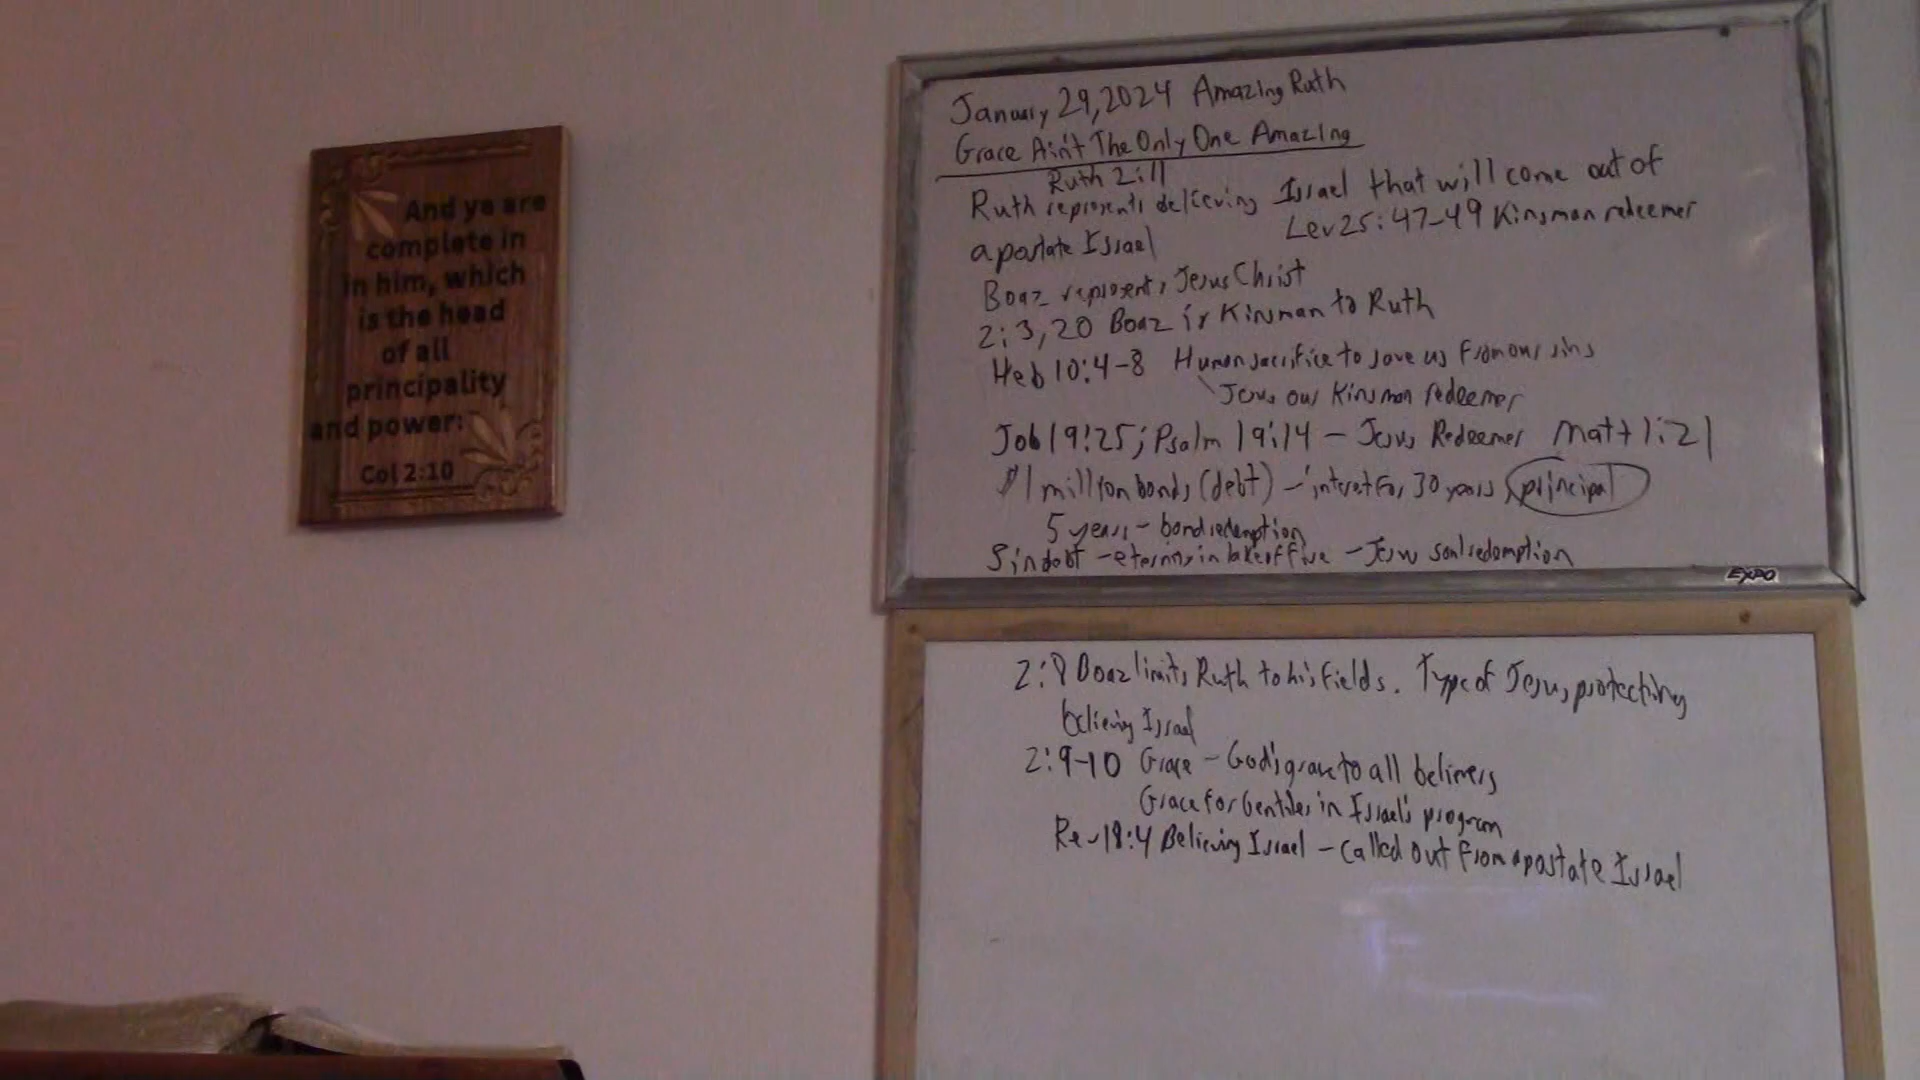 And ye are
complete in
in him, which
is the head
of all
principality
and power:
Col 2:10
January 29, 2024 Amazing Ruth
Grace Ain't The Only One Amazing
Ruth 2:11
Ruth represents believing Israel that will come out of
apostate Israel
Lev 25:47-49 Kinsman redeemer
Boaz represents Jesus Christ
2:3,20 Boaz is Kinsman to Ruth
Heb 10:4-8 Human sacrifice to save us from our sins
Jesus our Kinsman redeemer
Job 19:25; Psalm 19:14 - Jesus Redeemer Matt 1:21
$1 million bonds (debt) - interest for 30 years, principal
5 years - bond redemption
Sin debt - eternity in lake of fire - Jesus soul redemption
EXPO
2:8 Boaz limits Ruth to his fields. Type of Jesus protecting
believing Israel
2:9-10 Grace - God's grace to all believers
Grace for Gentiles in Israel's program
Rev 18:4 Believing Israel - called out from apostate Israel